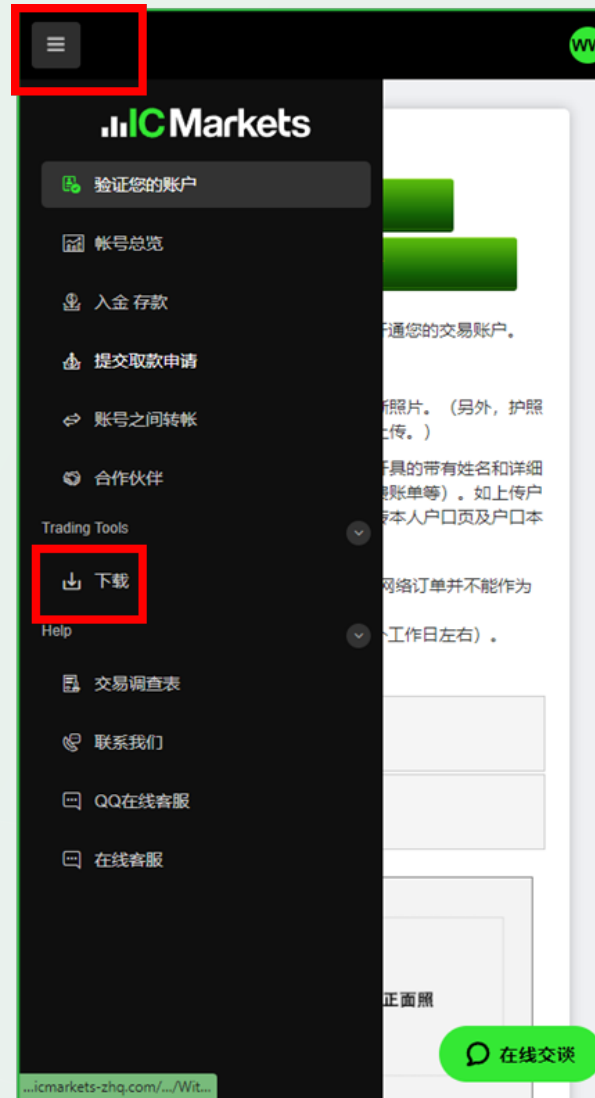 WW
IC Markets
验证您的账户
帐号总览
入金 存款
提交取款申请
账号之间转帐
合作伙伴
Trading Tools
下载
Help
交易调查表
联系我们
QQ在线客服
在线客服
通您的交易账户。
照片。（另外，护照
传。）
具的带有姓名和详细
账单等）。如上传户
本人户口页及户口本
网络订单并不能作为
工作日左右）.
正面照
在线交谈
...icmarkets-zhq.com/.../Wit...